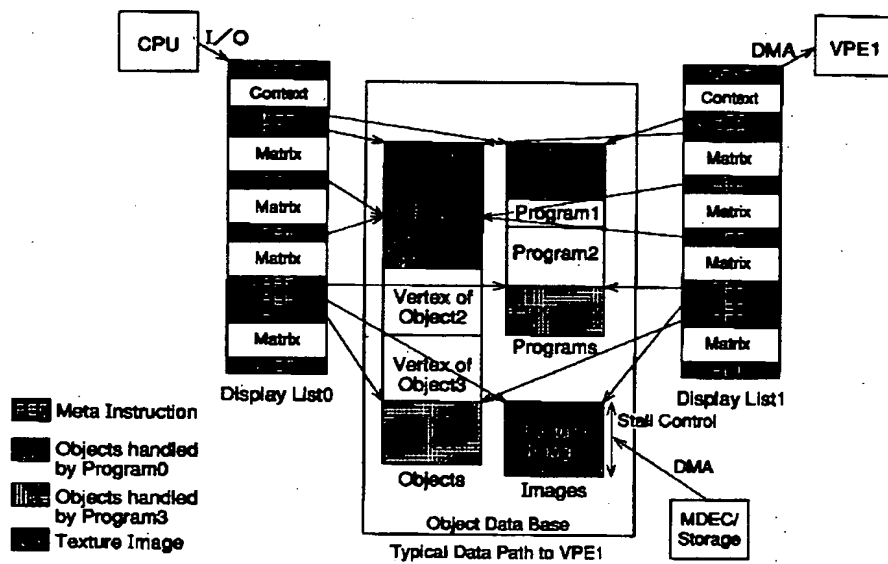 CPU
I/O
DMA
VPE1
Context
Matrix
Matrix
Matrix
Matrix
Display List0
Program1
Program2
Programs
Vertex of
Object2
Vertex of
Object3
Objects
Images
Object Data Base
Typical Data Path to VPE1
Context
Matrix
Matrix
Matrix
Matrix
Display List1
Stall Control
DMA
MDEC/
Storage
Meta Instruction
Objects handled
by Program0
Objects handled
by Program3
Texture Image